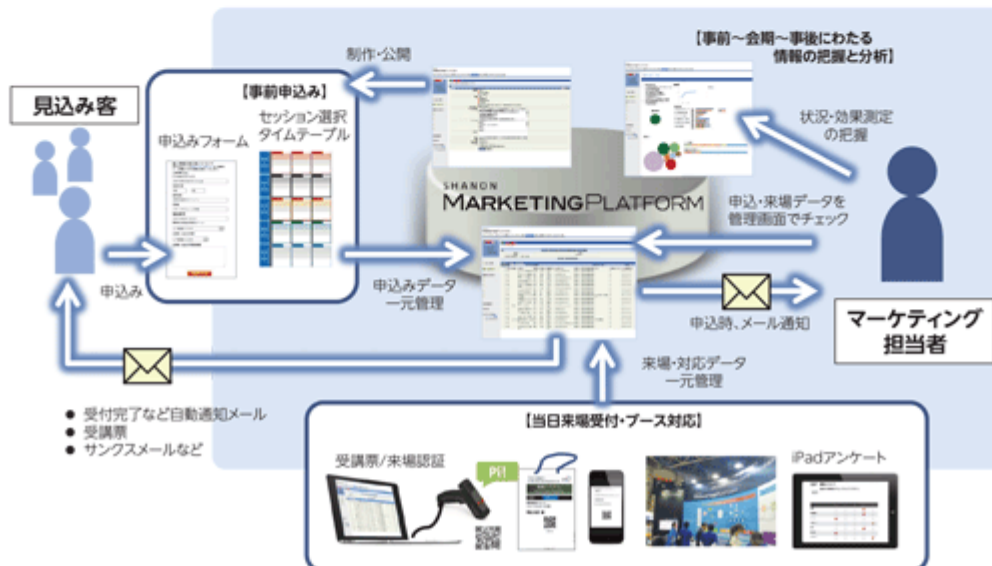 【事前~会期~事後にわたる
情報の把握と分析】
制作・公開
【事前申込み】
見込み客
セッション選択
タイムテーブル
申込みフォーム
状況・効果測定
の把握
SHANON
MARKETING PLATFORM
申込・来場データを
管理画面でチェック
申込み
申込みデータ
一元管理
申込時、メール通知
マーケティング
担当者
来場・対応データ
一元管理
● 受付完了など自動通知メール
● 受講票
● サンクスメールなど
【当日来場受付・ブース対応】
受講票/来場認証
Pi!
iPadアンケート